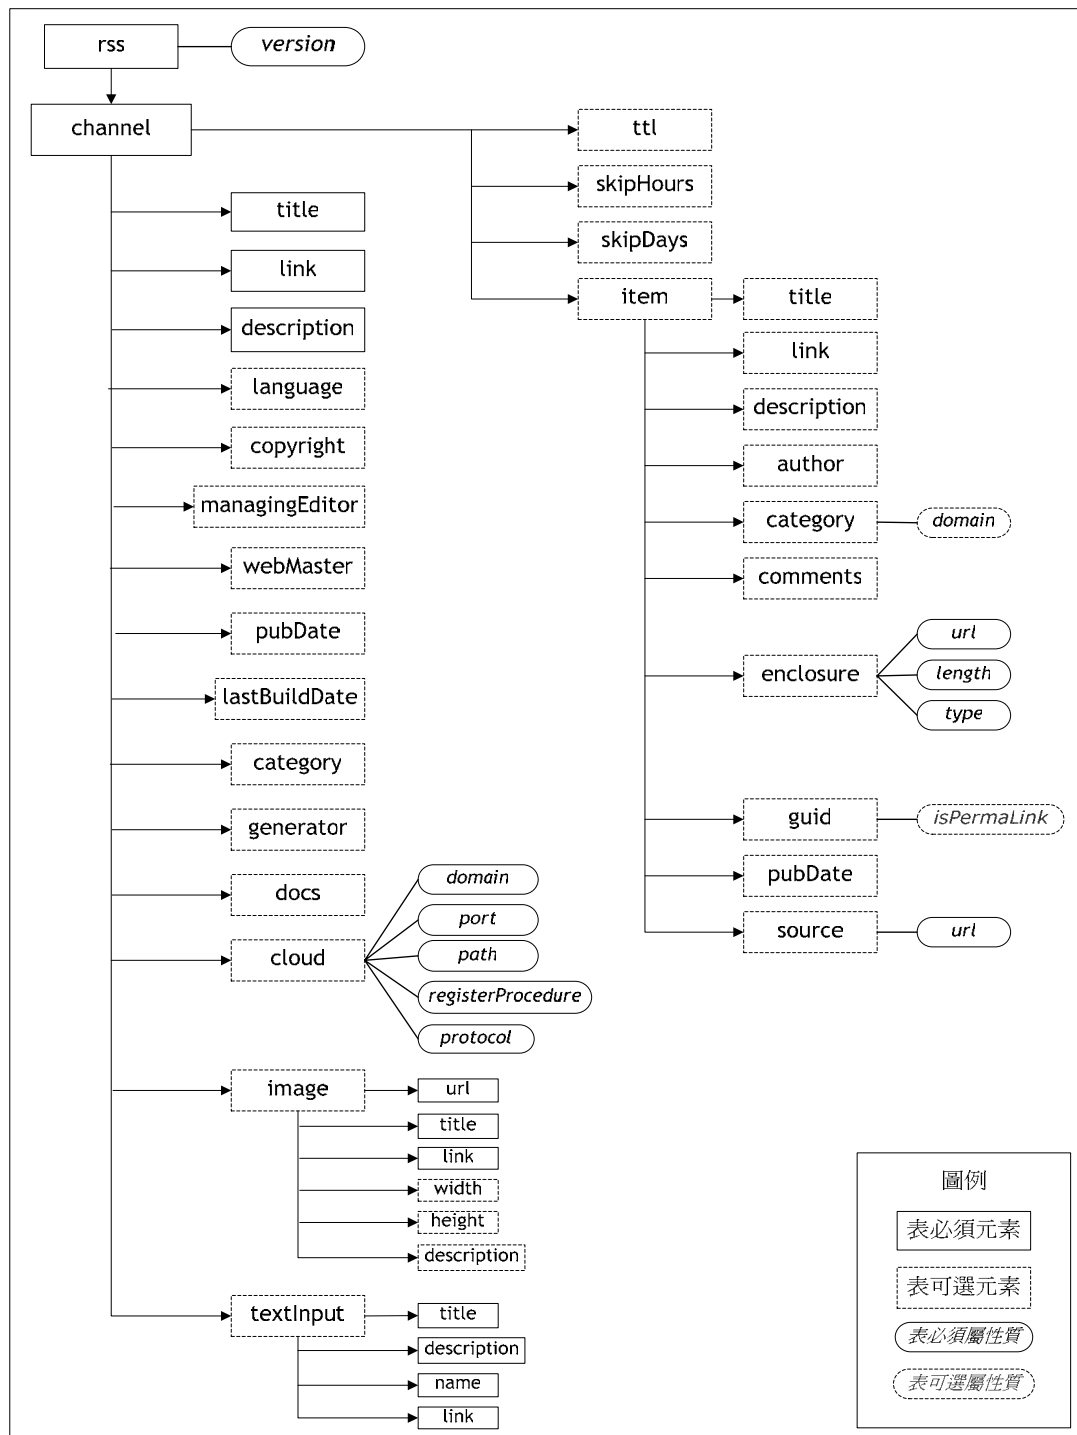 rss
version
channel
title
link
description
language
copyright
managingEditor
webMaster
pubDate
lastBuildDate
category
generator
docs
cloud
domain
port
path
registerProcedure
protocol
image
url
title
link
width
height
description
textInput
title
description
name
link
ttl
skipHours
skipDays
item
title
link
description
author
category
domain
comments
enclosure
url
length
type
guid
isPermaLink
pubDate
source
url
圖例
表必須元素
表可選元素
表必須屬性質
表可選屬性質